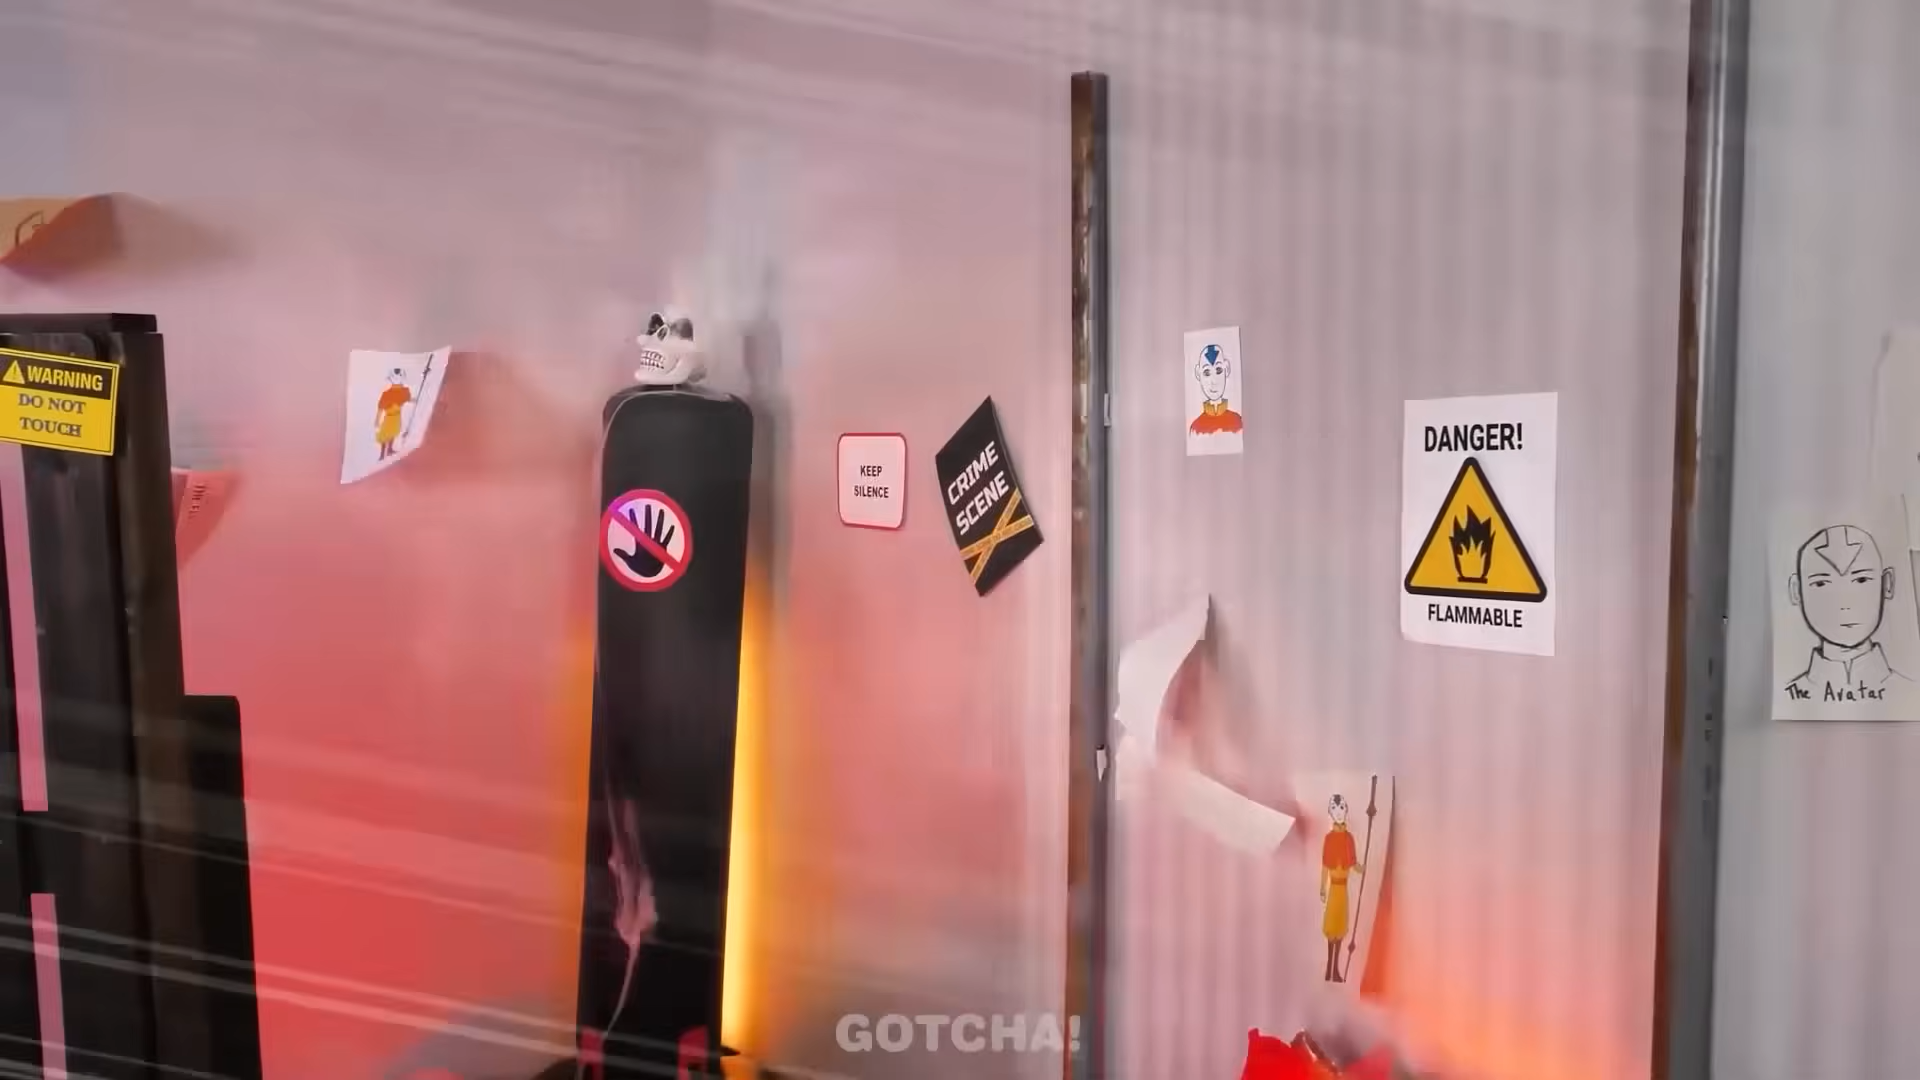 WARNING
DO NOT
TOUCH
KEEP
SILENCE
CRIME
SCENE
DANGER!
FLAMMABLE
The Avatar
GOTCHA!